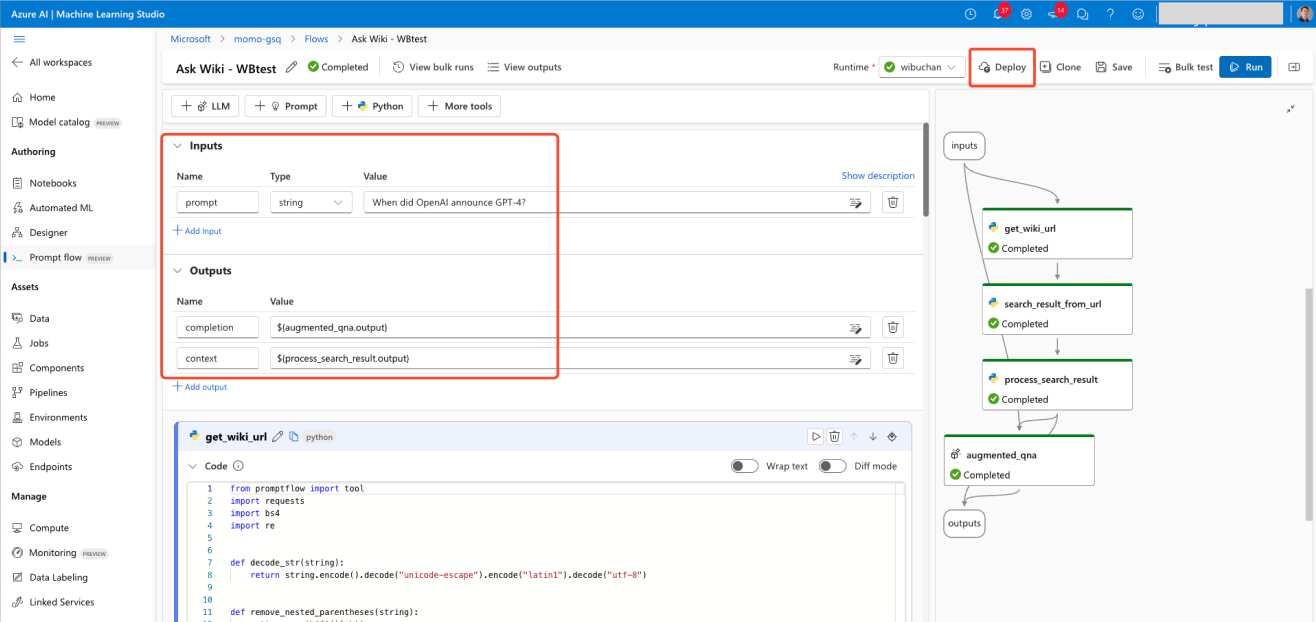 Azure AI | Machine Learning Studio
37
14
All workspaces
Home
Model catalog PREVIEW
Authoring
Notebooks
Automated ML
Designer
Prompt flow PREVIEW
Assets
Data
Jobs
Components
Pipelines
Environments
Models
Endpoints
Manage
Compute
Monitoring PREVIEW
Data Labeling
Linked Services
Microsoft > momo-gsq > Flows > Ask Wiki - WBtest
Ask Wiki - WBtest Completed View bulk runs View outputs Runtime * wibuchan Deploy Clone Save Bulk test Run
+ LLM + Prompt + Python + More tools
Inputs
Name Type Value Show description
prompt string When did OpenAI announce GPT-4?
+ Add Input
Outputs
Name Value
completion ${augmented_qna.output}
context ${process_search_result.output}
+ Add output
get_wiki_url python
Code Wrap text Diff mode
1 from promptflow import tool
2 import requests
3 import bs4
4 import re
5
6
7 def decode_str(string):
8 return string.encode().decode("unicode-escape").encode("latin1").decode("utf-8")
9
10
11 def remove_nested_parentheses(string):
inputs
get_wiki_url
Completed
search_result_from_url
Completed
process_search_result
Completed
augmented_qna
Completed
outputs